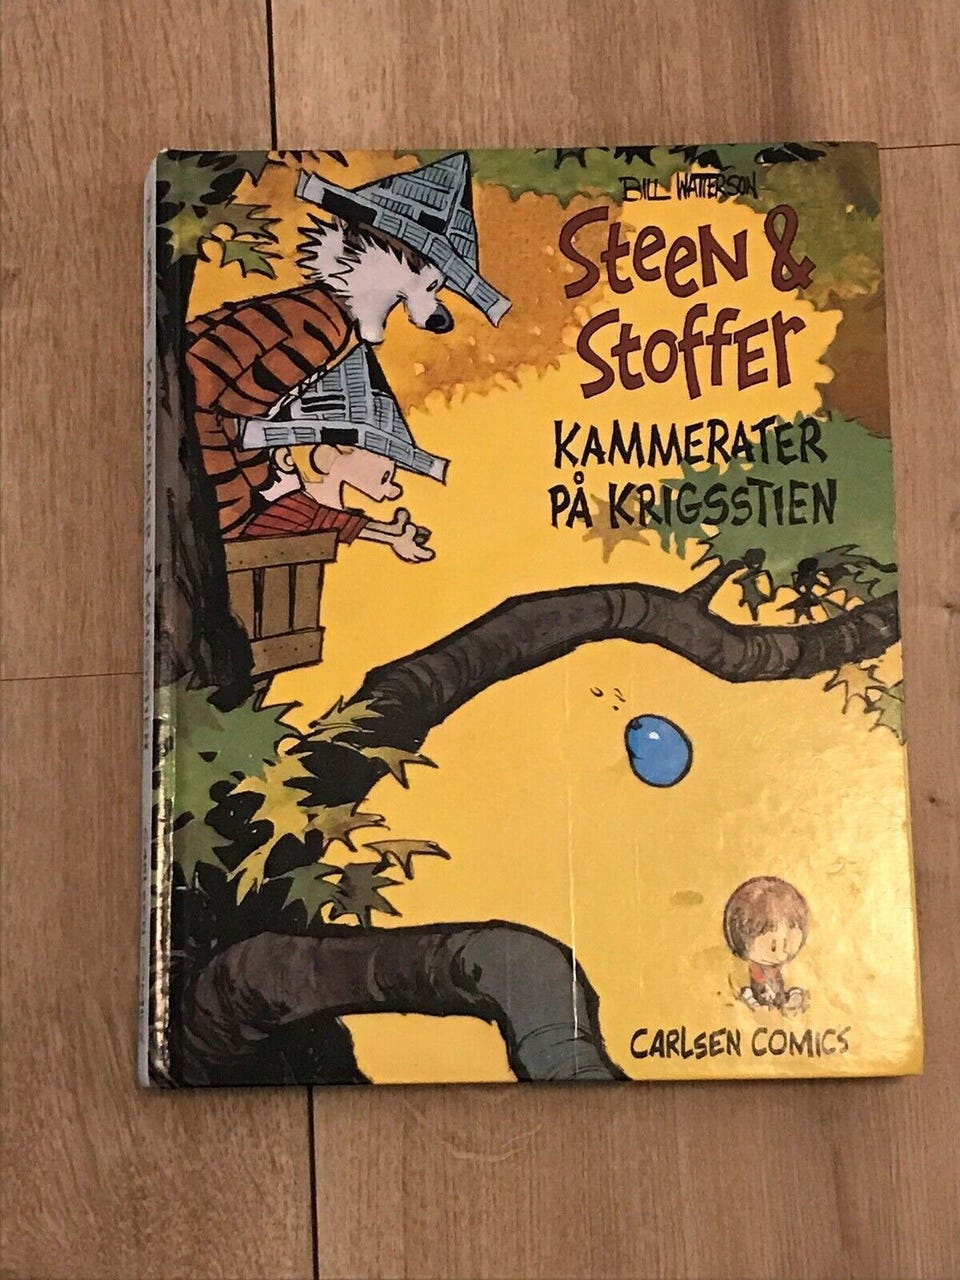 BILL WATTERSON
Steen &
Stoffer
KAMMERATER
PÅ KRIGSSTIEN
CARLSEN COMICS